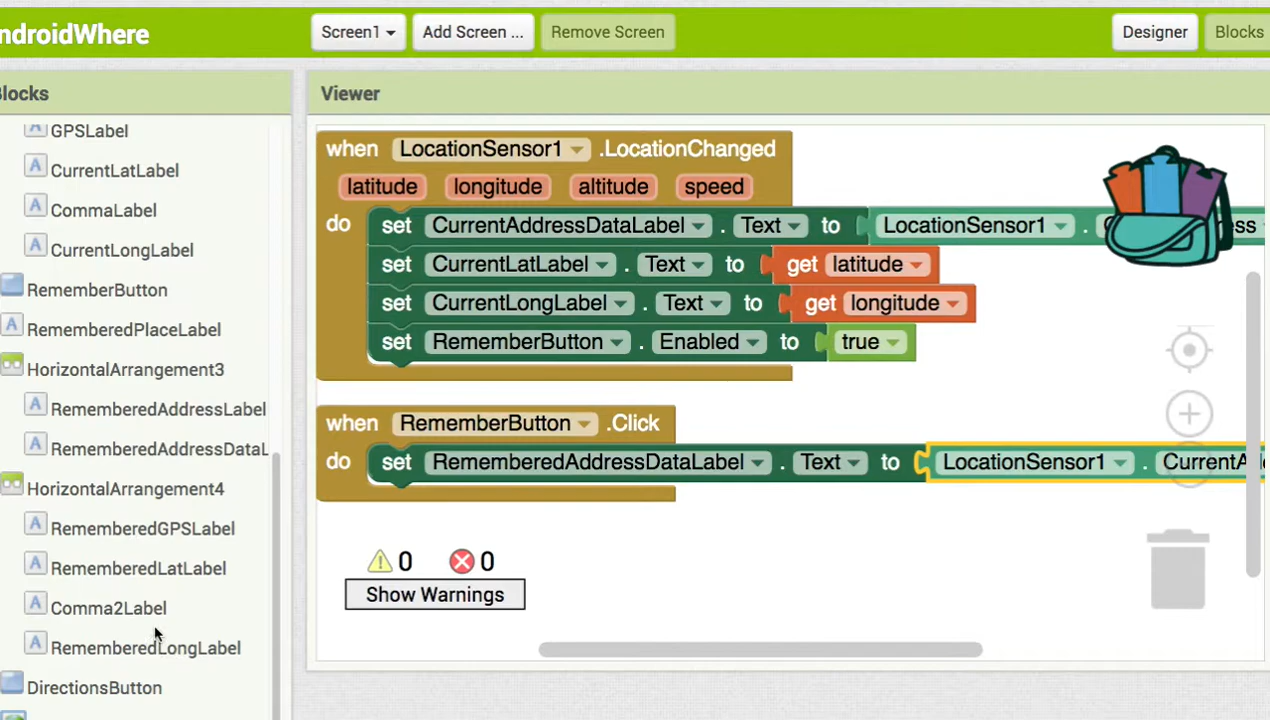 ndroidWhere
Screen1
Add Screen ...
Remove Screen
Designer
Blocks
locks
Viewer
GPSLabel
CurrentLatLabel
CommaLabel
CurrentLongLabel
RememberButton
RememberedPlaceLabel
HorizontalArrangement3
RememberedAddressLabel
RememberedAddressDataL
HorizontalArrangement4
RememberedGPSLabel
RememberedLatLabel
Comma2Label
RememberedLongLabel
DirectionsButton
when LocationSensor1 .LocationChanged
latitude longitude altitude speed
do set CurrentAddressDataLabel . Text to LocationSensor1 . C ess
set CurrentLatLabel . Text to get latitude
set CurrentLongLabel . Text to get longitude
set RememberButton . Enabled to true
when RememberButton .Click
do set RememberedAddressDataLabel . Text to LocationSensor1 . CurrentAd
0 0
Show Warnings